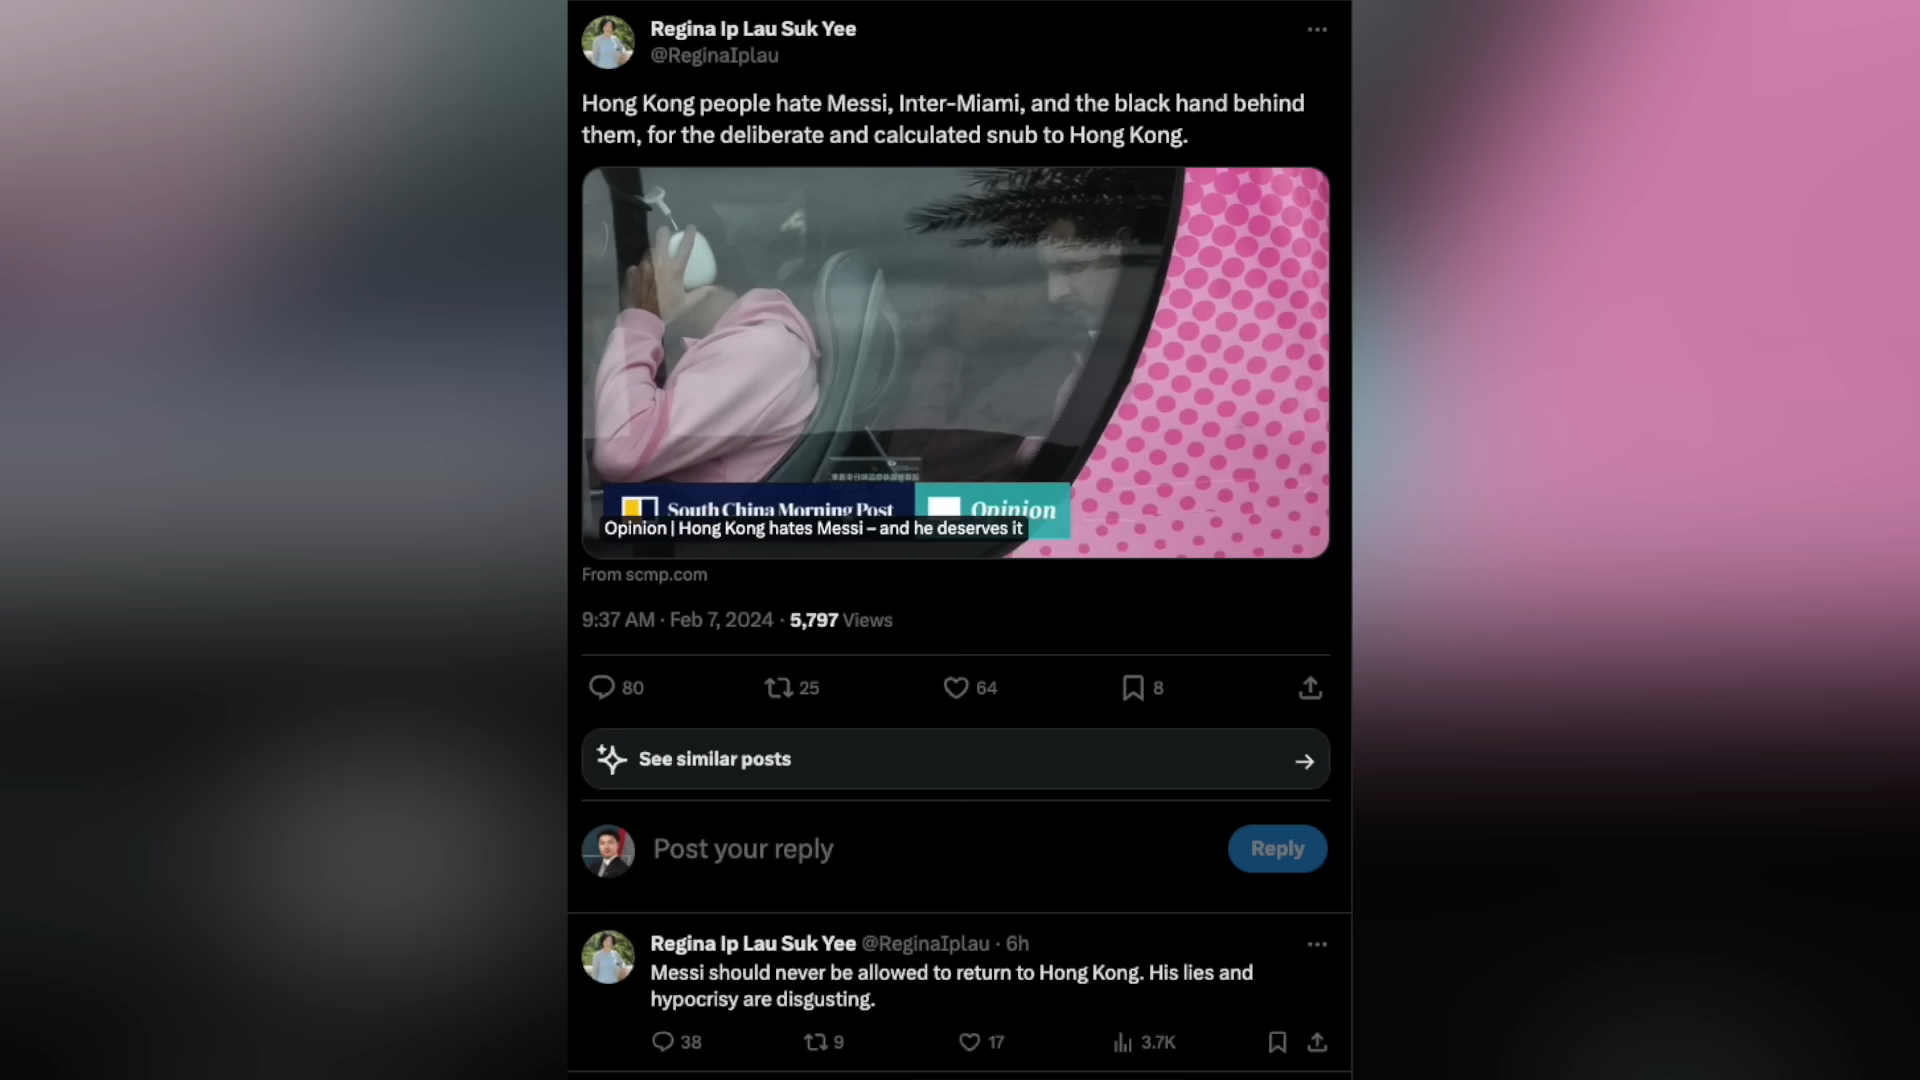 Regina Ip Lau Suk Yee
@ReginaIplau
Hong Kong people hate Messi, Inter-Miami, and the black hand behind
them, for the deliberate and calculated snub to Hong Kong.
South China Morning Post
Opinion
Opinion | Hong Kong hates Messi – and he deserves it
From scmp.com
9:37 AM · Feb 7, 2024 · 5,797 Views
80 25 64 8
See similar posts
Post your reply
Reply
Regina Ip Lau Suk Yee @ReginaIplau · 6h
Messi should never be allowed to return to Hong Kong. His lies and
hypocrisy are disgusting.
38 9 17 3.7K